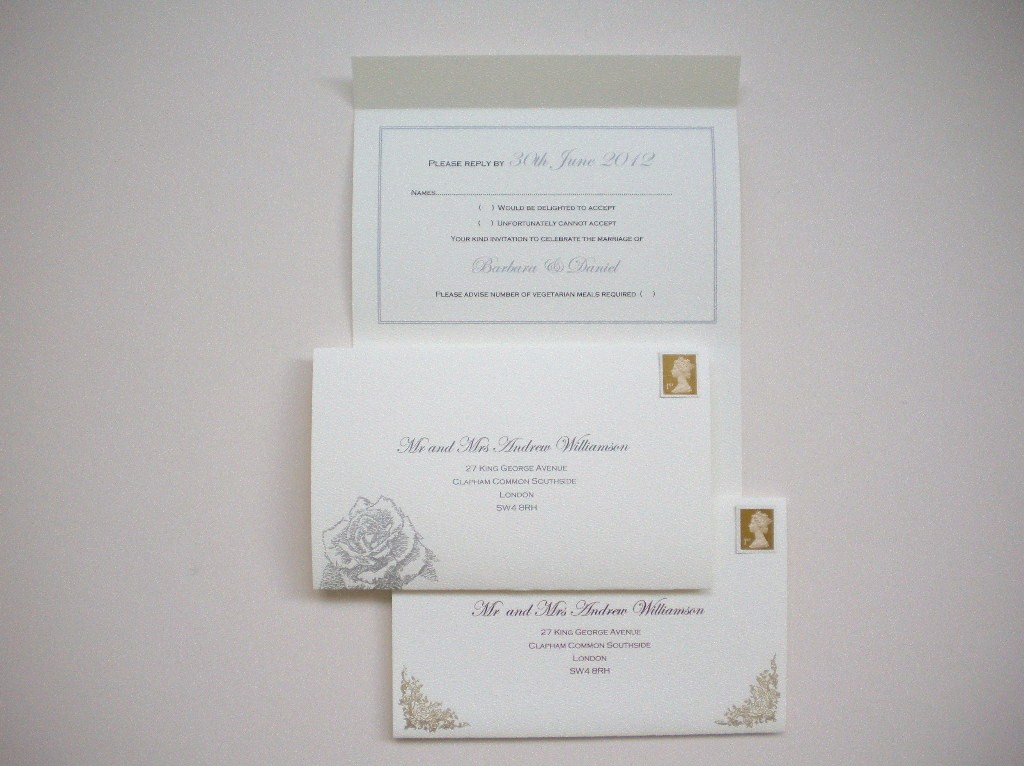 Please reply by 30th June 2012
Names
( ) Would be delighted to accept
( ) Unfortunately cannot accept
Your kind invitation to celebrate the marriage of
Barbara & Daniel
Please advise number of vegetarian meals required ( )
1st
Mr and Mrs Andrew Williamson
27 King George Avenue
Clapham Common Southside
London
SW4 8RH
1st
Mr and Mrs Andrew Williamson
27 King George Avenue
Clapham Common Southside
London
SW4 8RH